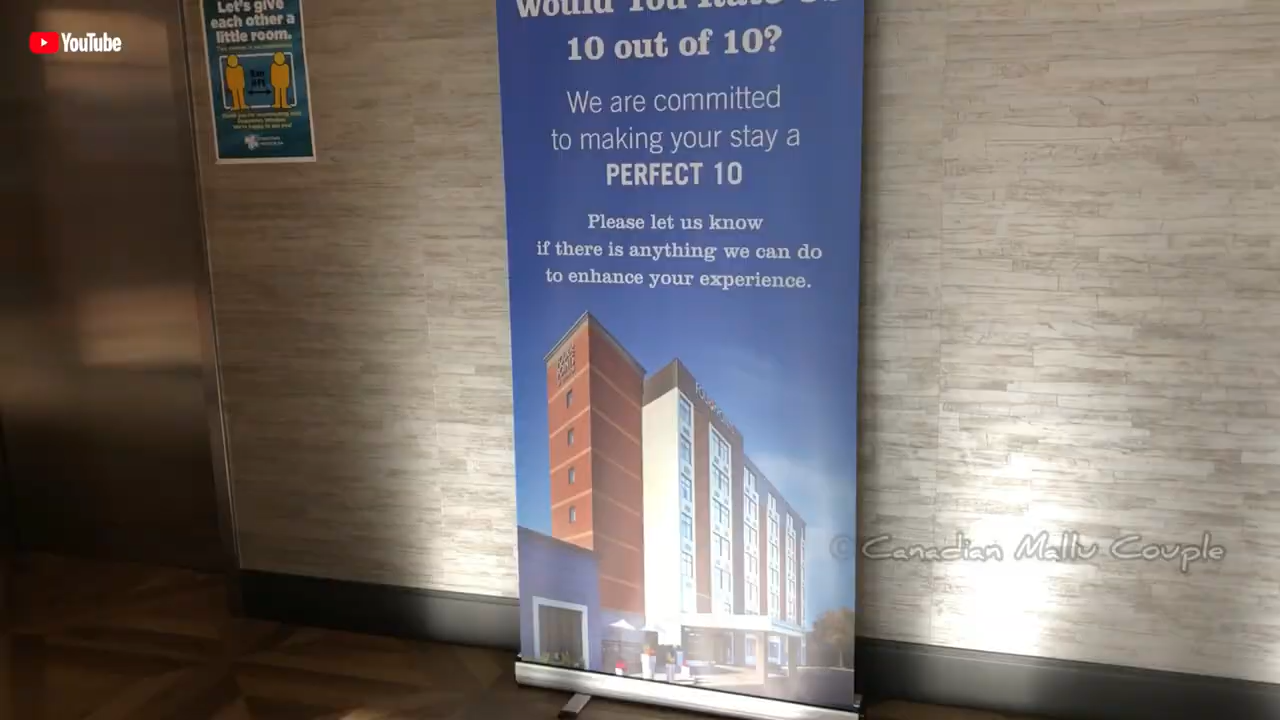 YouTube
Let's give
each other a
little room.
Would You Rate Us
10 out of 10?
We are committed
to making your stay a
PERFECT 10
Please let us know
if there is anything we can do
to enhance your experience.
FOUR
POINTS
© Canadian Mallu Couple